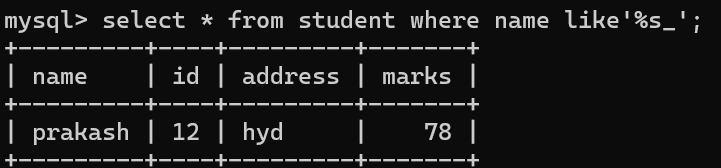 mysql> select * from student where name like'%s_';
+---------+----+---------+-------+
| name    | id | address | marks |
+---------+----+---------+-------+
| prakash | 12 | hyd     |    78 |
+---------+----+---------+-------+